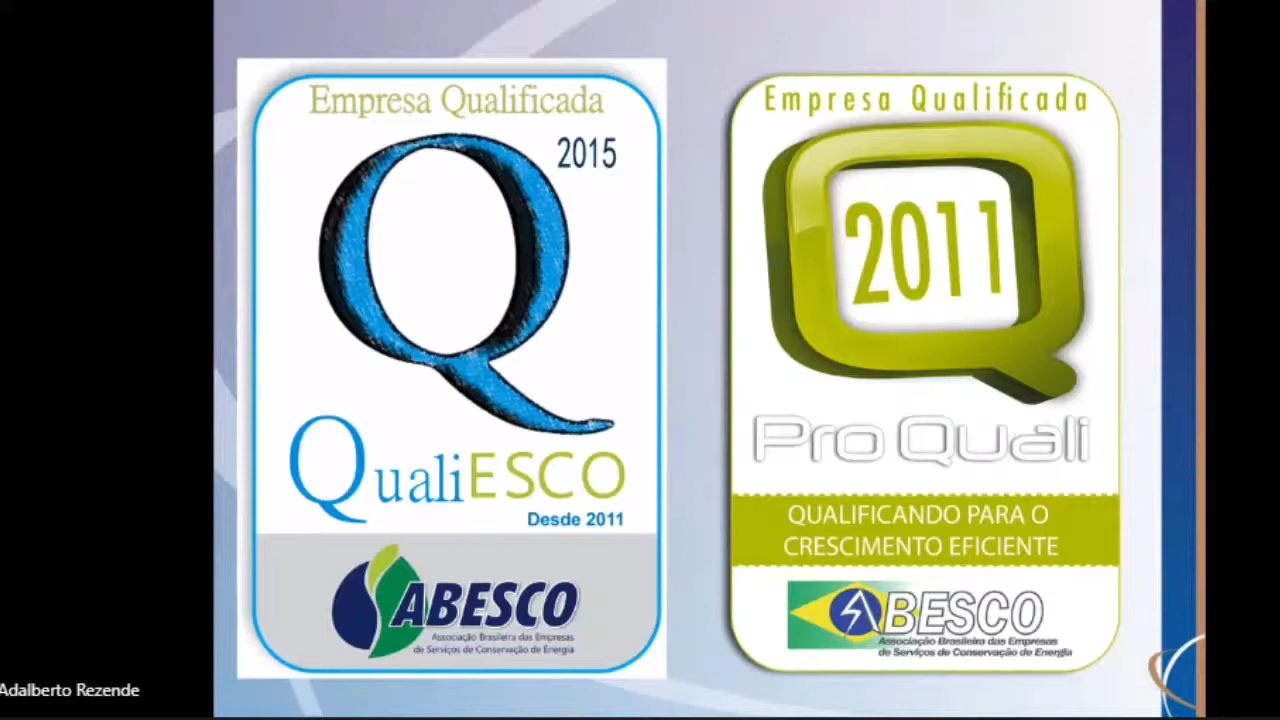 Empresa Qualificada
2015
QualiESCO
Desde 2011
ABESCO
Associação Brasileira das Empresas
de Serviços de Conservação de Energia
Empresa Qualificada
2011
Pro Quali
QUALIFICANDO PARA O
CRESCIMENTO EFICIENTE
ABESCO
Associação Brasileira das Empresas
de Serviços de Conservação de Energia
Adalberto Rezende